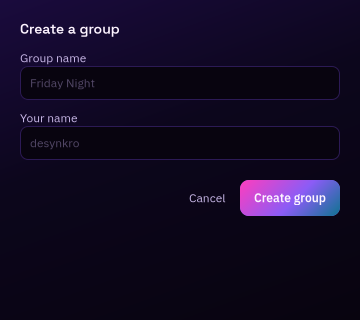 Create a group
Group name
Friday Night
Your name
desynkro
Cancel
Create group